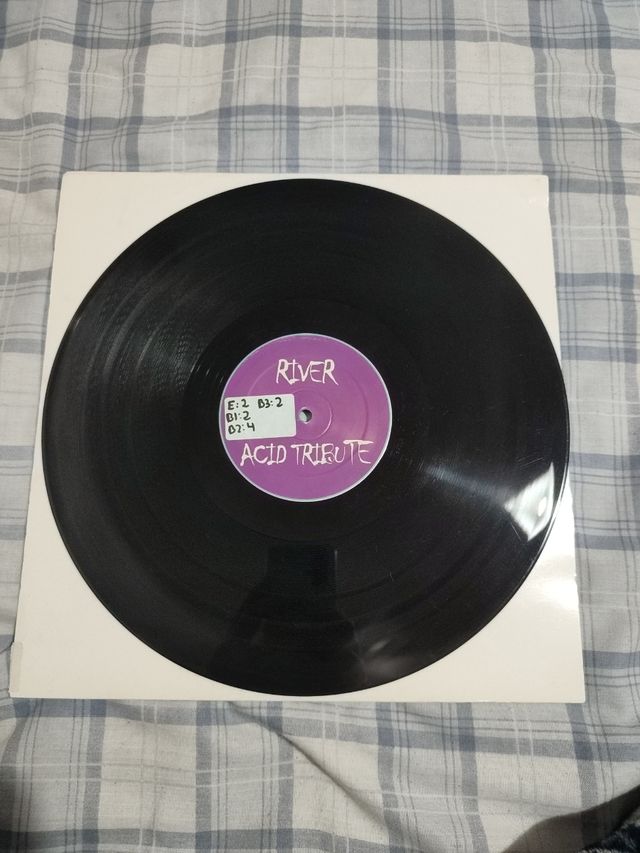 RIVER
E:2 B3:2
B1:2
B2:4
ACID TRIBUTE